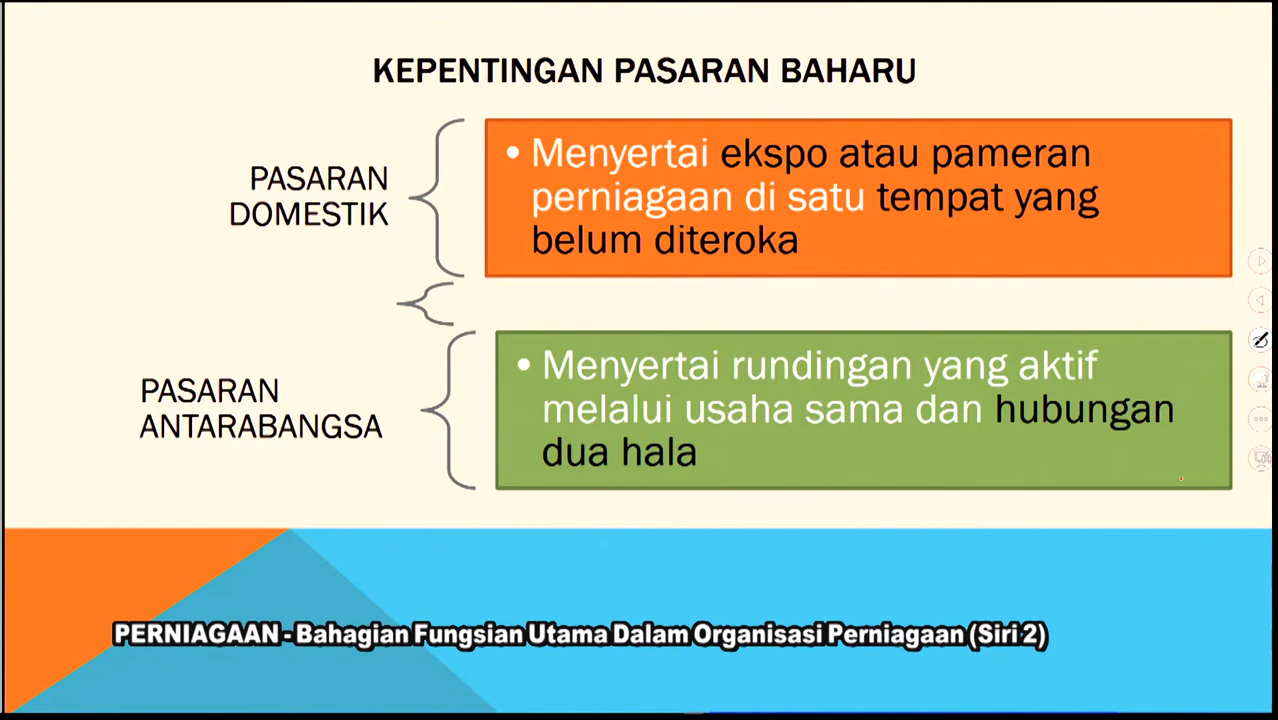 KEPENTINGAN PASARAN BAHARU
PASARAN
DOMESTIK
• Menyertai ekspo atau pameran
perniagaan di satu tempat yang
belum diteroka
PASARAN
ANTARABANGSA
• Menyertai rundingan yang aktif
melalui usaha sama dan hubungan
dua hala
PERNIAGAAN - Bahagian Fungsian Utama Dalam Organisasi Perniagaan (Siri 2)